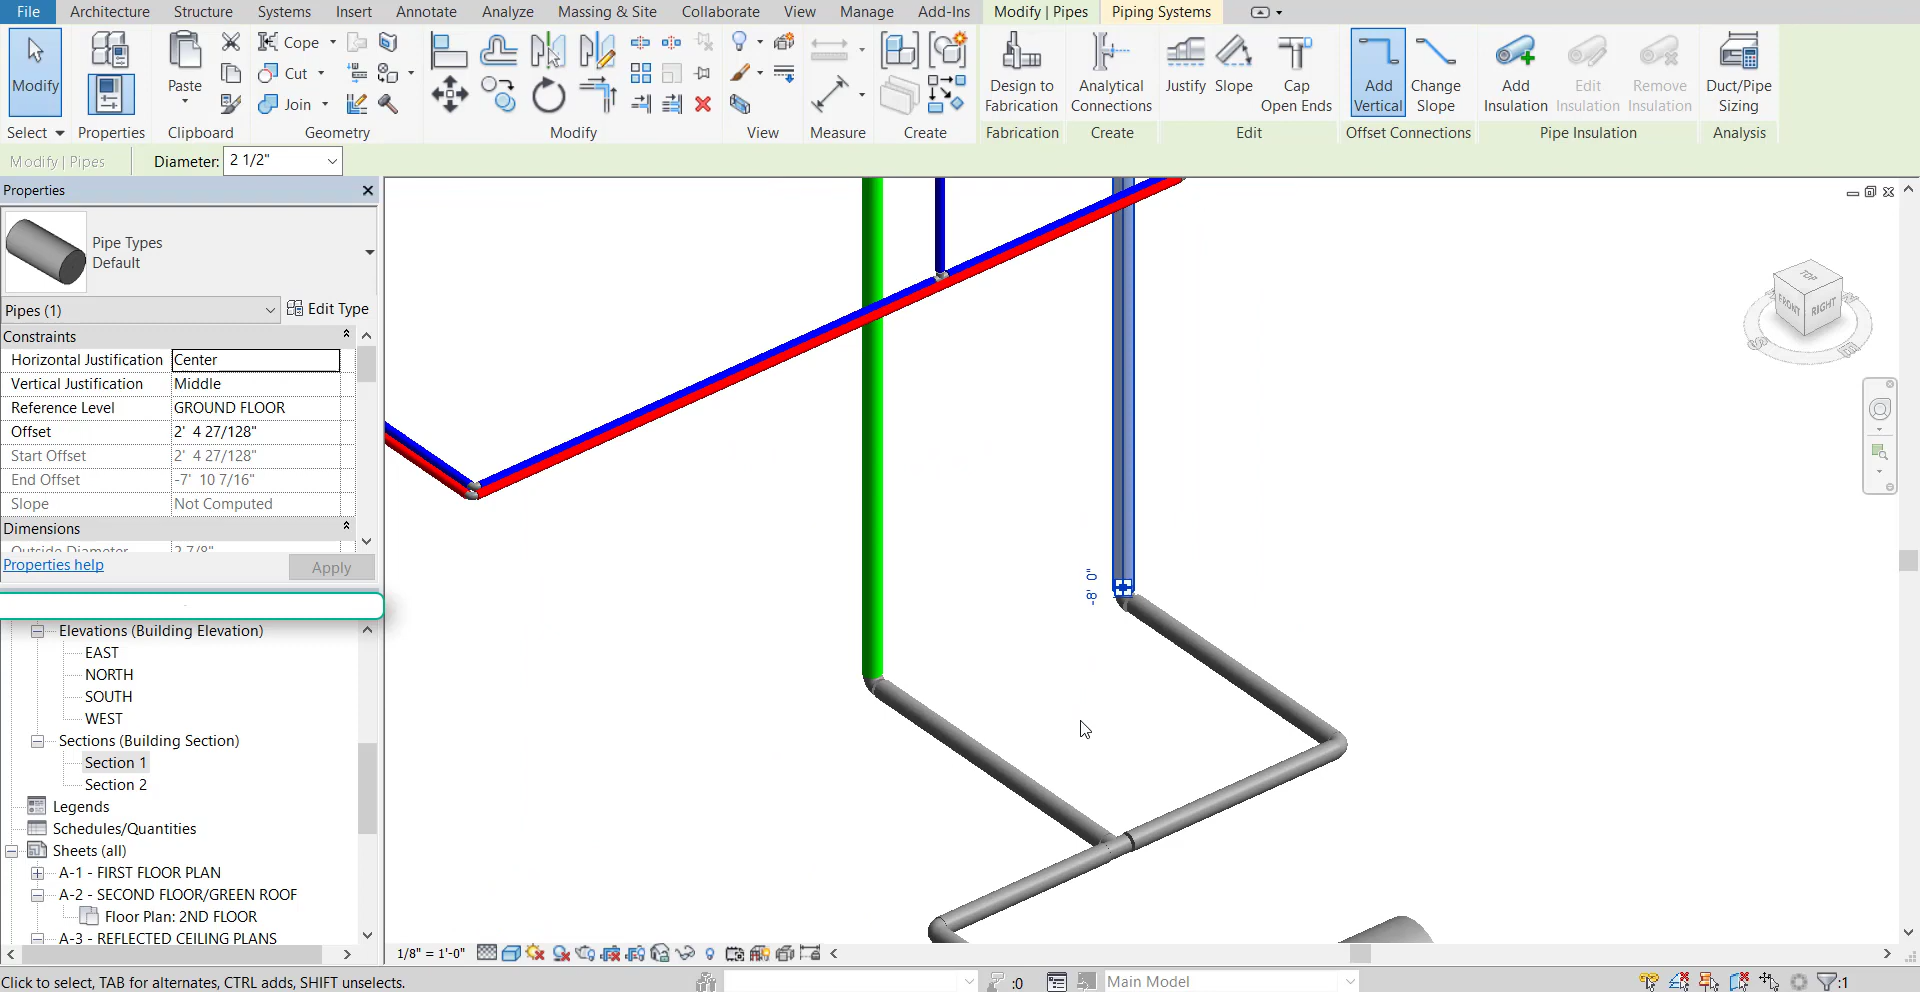 File Architecture Structure Systems Insert Annotate Analyze Massing & Site Collaborate View Manage Add-Ins Modify | Pipes Piping Systems
Modify
Paste
Cope
Cut
Join
Design to Fabrication
Analytical Connections
Justify
Slope
Cap Open Ends
Add Vertical
Change Slope
Add Insulation
Edit Insulation
Remove Insulation
Duct/Pipe Sizing
Select Properties Clipboard Geometry Modify View Measure Create Fabrication Create Edit Offset Connections Pipe Insulation Analysis
Modify | Pipes Diameter: 2 1/2"
Properties
Pipe Types
Default
Pipes (1) Edit Type
Constraints
Horizontal Justification Center
Vertical Justification Middle
Reference Level GROUND FLOOR
Offset 2' 4 27/128"
Start Offset 2' 4 27/128"
End Offset -7' 10 7/16"
Slope Not Computed
Dimensions
Outside Diameter 2 7/8"
Properties help Apply
Elevations (Building Elevation)
EAST
NORTH
SOUTH
WEST
Sections (Building Section)
Section 1
Section 2
Legends
Schedules/Quantities
Sheets (all)
A-1 - FIRST FLOOR PLAN
A-2 - SECOND FLOOR/GREEN ROOF
Floor Plan: 2ND FLOOR
A-3 - REFLECTED CEILING PLANS
-8' 0"
TOP
FRONT
RIGHT
S
E
1/8" = 1'-0"
Click to select, TAB for alternates, CTRL adds, SHIFT unselects. :0 Main Model :1